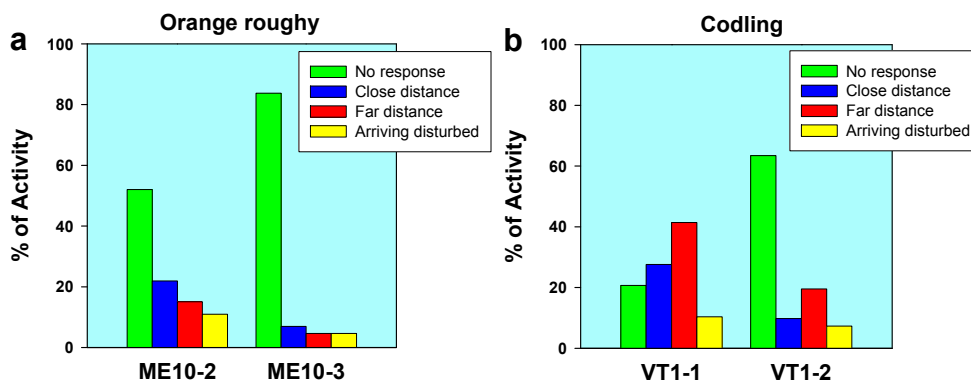 a
Orange roughy
% of Activity
100
80
60
40
20
0
No response
Close distance
Far distance
Arriving disturbed
ME10-2
ME10-3
b
Codling
% of Activity
100
80
60
40
20
0
No response
Close distance
Far distance
Arriving disturbed
VT1-1
VT1-2